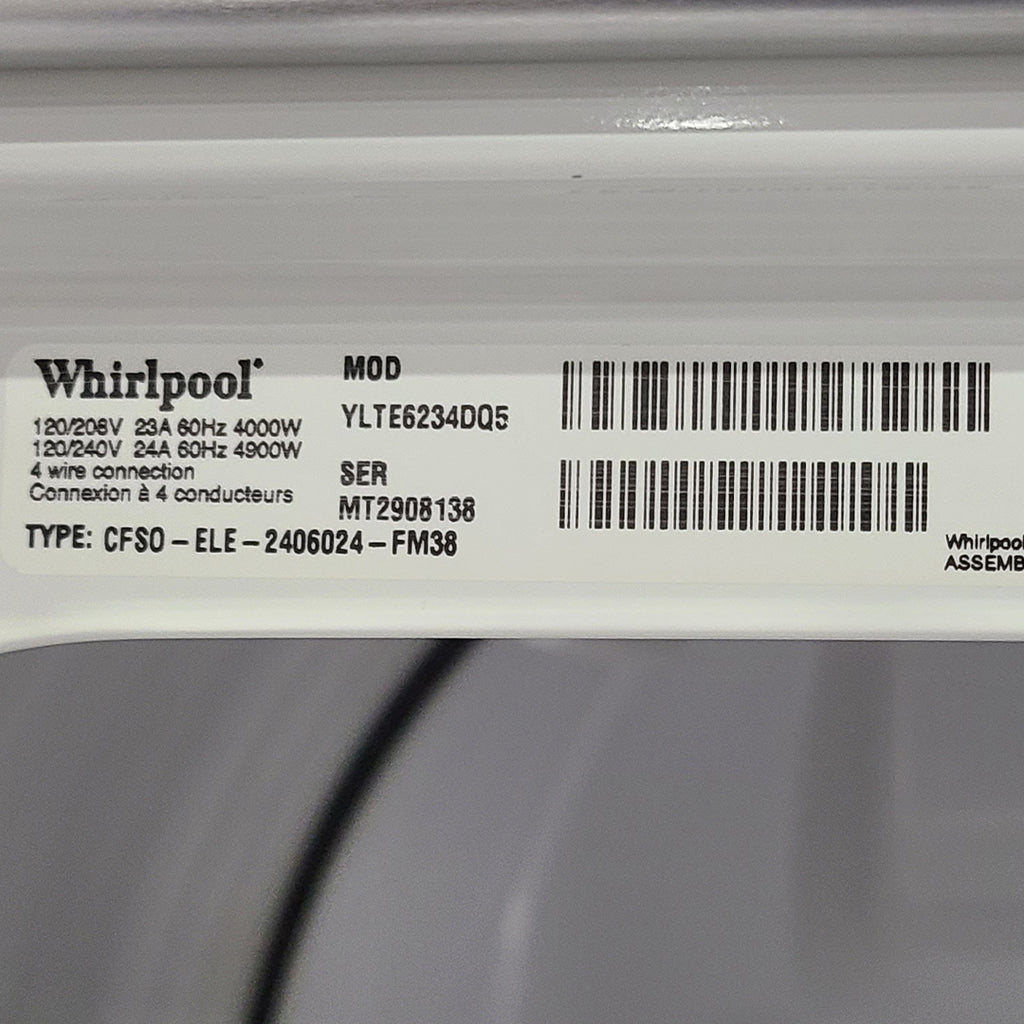 Whirlpool
120/208V 23A 60Hz 4000W
120/240V 24A 60Hz 4900W
4 wire connection
Connexion à 4 conducteurs
TYPE: CFSO-ELE-2406024-FM38
MOD
YLTE6234DQ5
SER
MT2908138
Whirlpool
ASSEMB